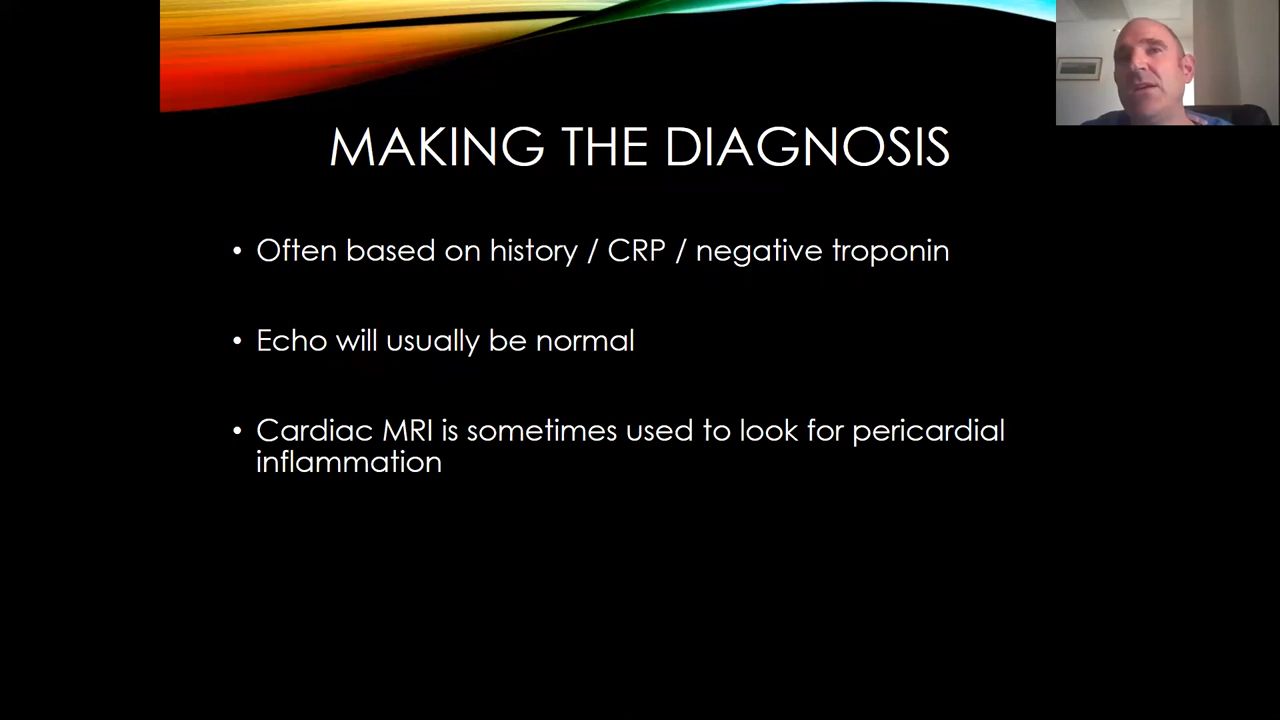 MAKING THE DIAGNOSIS
• Often based on history / CRP / negative troponin
• Echo will usually be normal
• Cardiac MRI is sometimes used to look for pericardial
inflammation